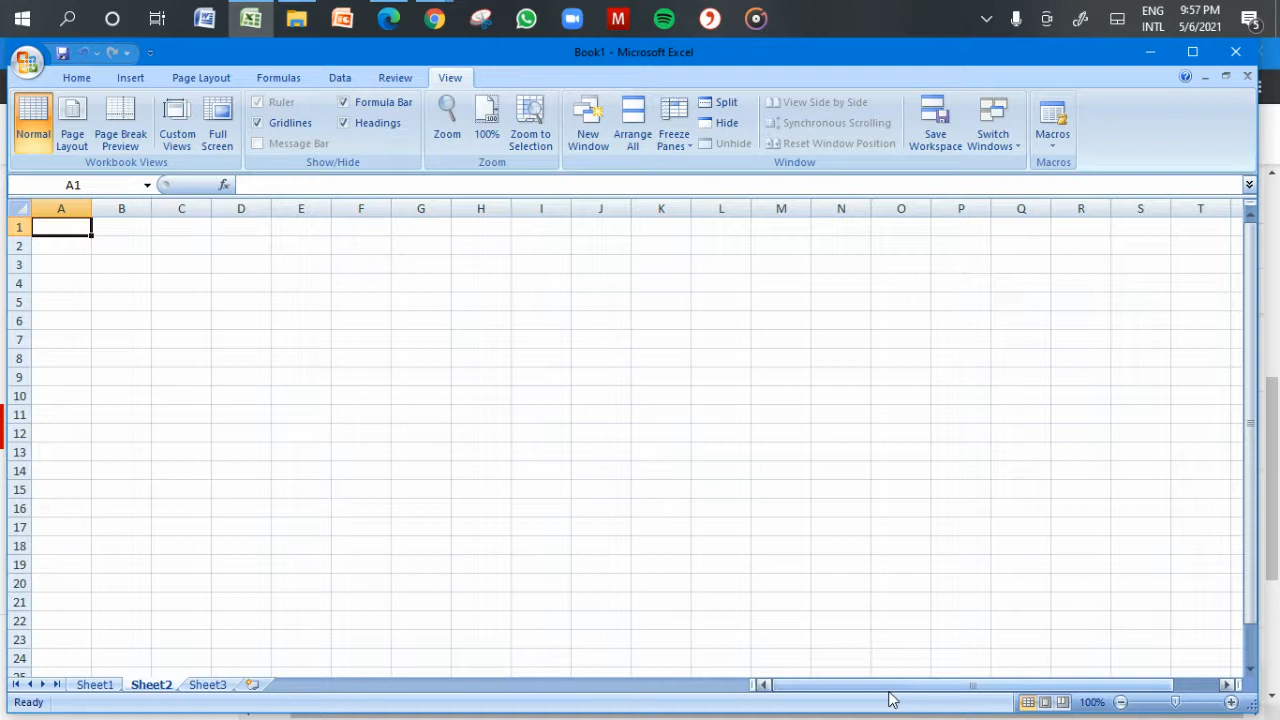 ENG 9:57 PM
INTL 5/6/2021 5
Book1 - Microsoft Excel
Home Insert Page Layout Formulas Data Review View
Ruler Formula Bar Split View Side by Side
Gridlines Headings Hide Synchronous Scrolling
Message Bar Unhide Reset Window Position
Normal Page Layout Page Break Preview Custom Views Full Screen Zoom 100% Zoom to Selection New Window Arrange All Freeze Panes Save Workspace Switch Windows Macros
Workbook Views Show/Hide Zoom Window Macros
A1 fx
A B C D E F G H I J K L M N O P Q R S T
1
2
3
4
5
6
7
8
9
10
11
12
13
14
15
16
17
18
19
20
21
22
23
24
25
Sheet1 Sheet2 Sheet3
Ready 100%